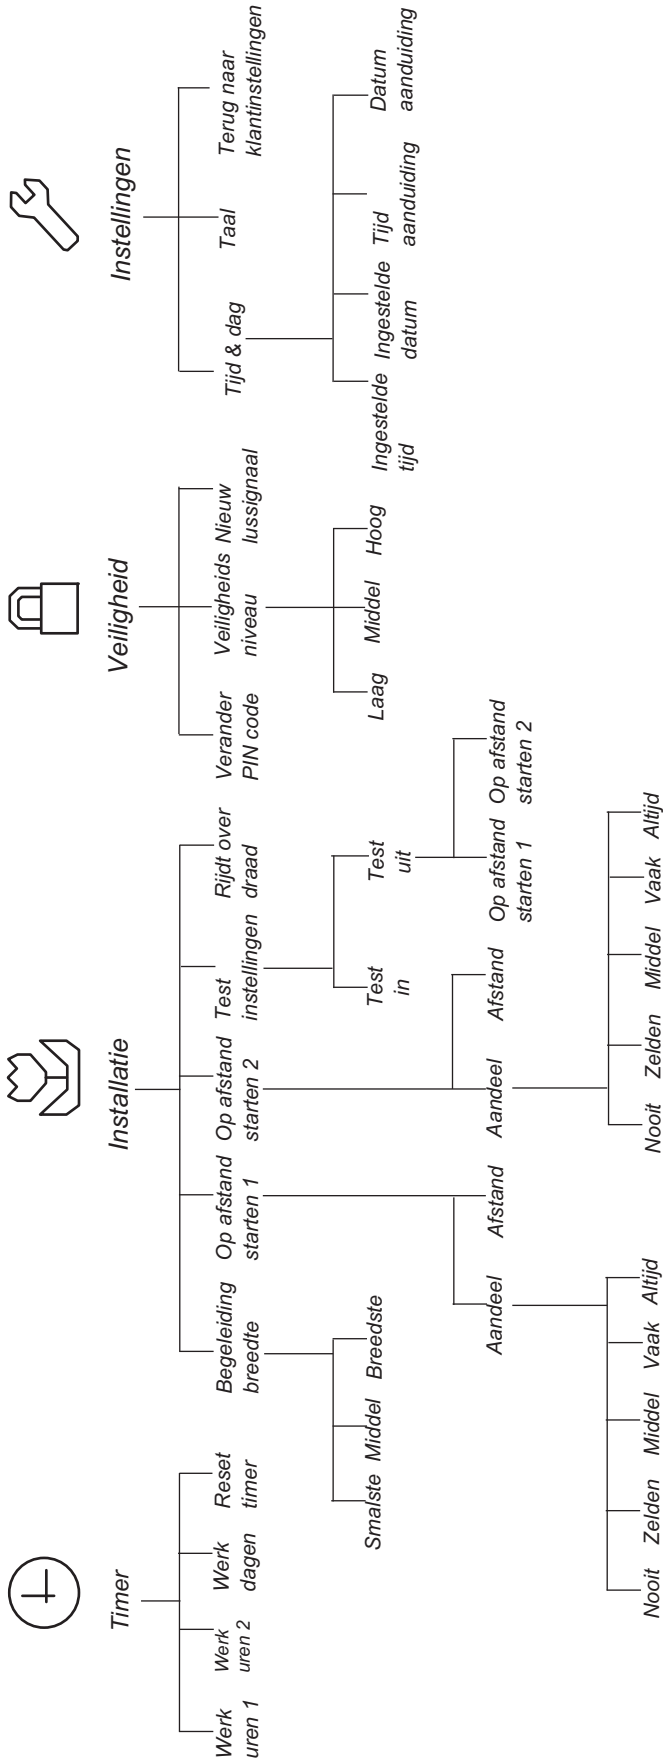 Timer
Werk
uren 1
Werk
uren 2
Werk
dagen
Reset
timer
Installatie
Begeleiding
breedte
Smalste
Middel
Breedste
Op afstand
starten 1
Aandeel
Nooit
Zelden
Middel
Vaak
Altijd
Afstand
Op afstand
starten 2
Aandeel
Nooit
Zelden
Middel
Vaak
Altijd
Afstand
Test
instellingen
Test
in
Test
uit
Op afstand
starten 1
Op afstand
starten 2
Rijdt over
draad
Veiligheid
Verander
PIN code
Veiligheids
niveau
Laag
Middel
Hoog
Nieuw
lussignaal
Instellingen
Tijd & dag
Ingestelde
tijd
Ingestelde
datum
Tijd
aanduiding
Datum
aanduiding
Taal
Terug naar
klantinstellingen